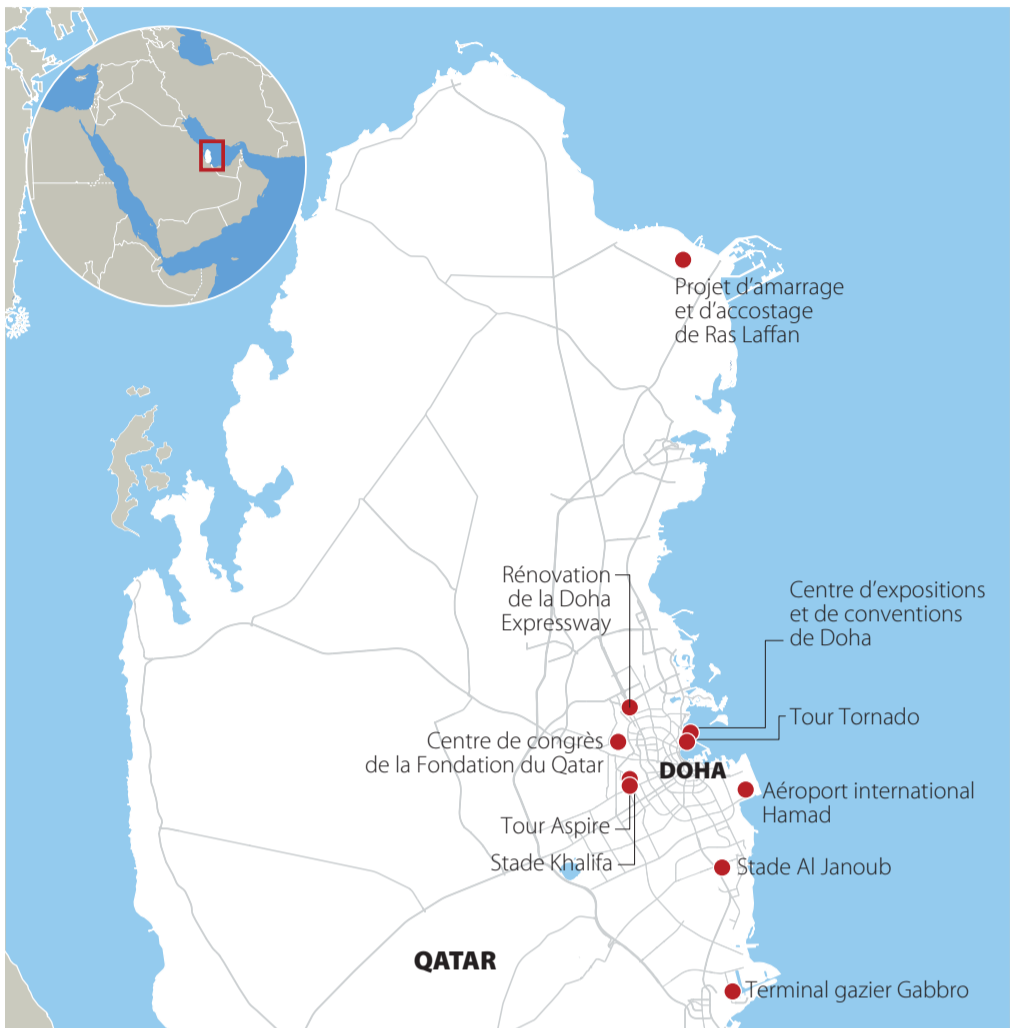 Projet d'amarrage
et d'accostage
de Ras Laffan
Rénovation
de la Doha
Expressway
Centre d'expositions
et de conventions
de Doha
Tour Tornado
Centre de congrès
de la Fondation du Qatar
DOHA
Aéroport international
Hamad
Tour Aspire
Stade Khalifa
Stade Al Janoub
QATAR
Terminal gazier Gabbro